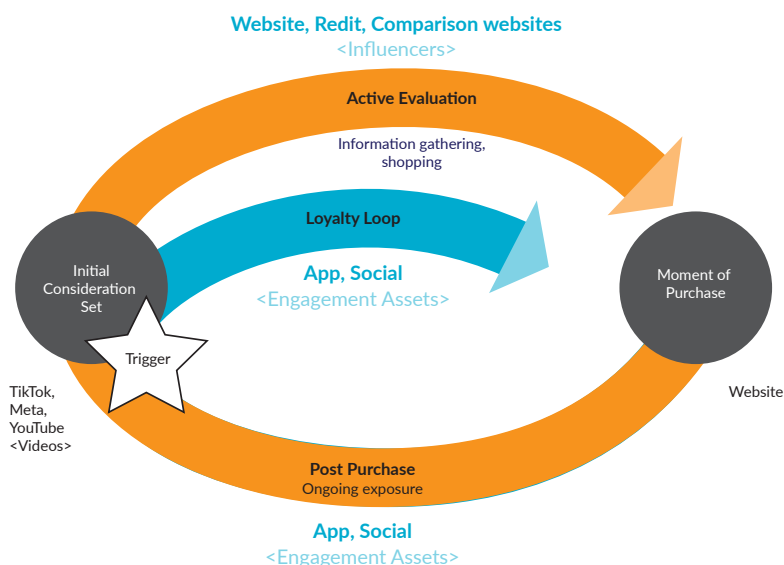 Website, Redit, Comparison websites
<Influencers>
Active Evaluation
Information gathering,
shopping
Loyalty Loop
App, Social
<Engagement Assets>
Initial
Consideration
Set
Moment of
Purchase
Trigger
TikTok,
Meta,
YouTube
<Videos>
Website
Post Purchase
Ongoing exposure
App, Social
<Engagement Assets>